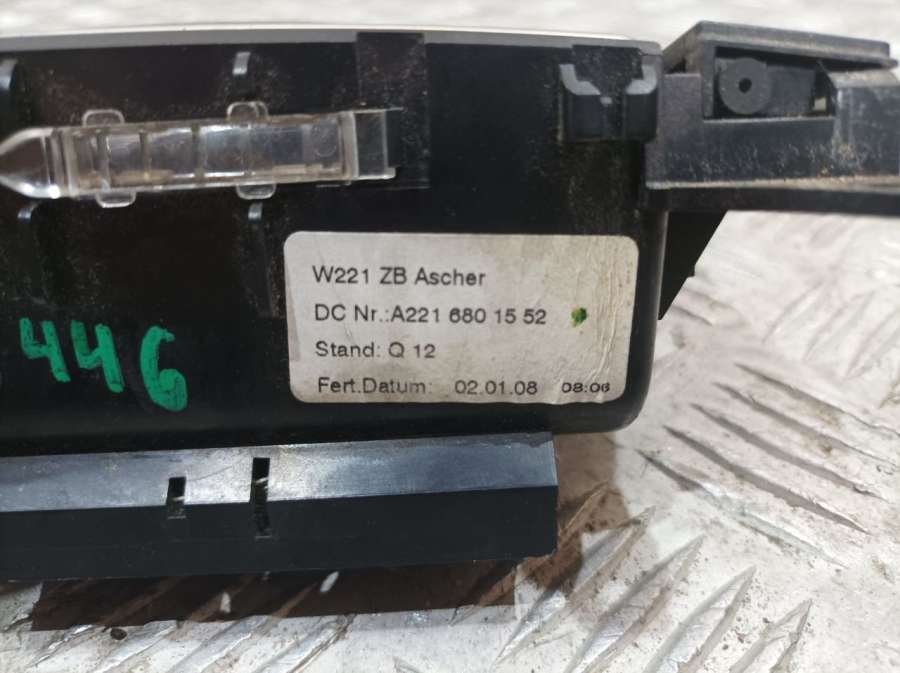 W221 ZB Ascher
DC Nr.:A221 680 15 52
Stand: Q 12
Fert.Datum: 02.01.08 08:06
446